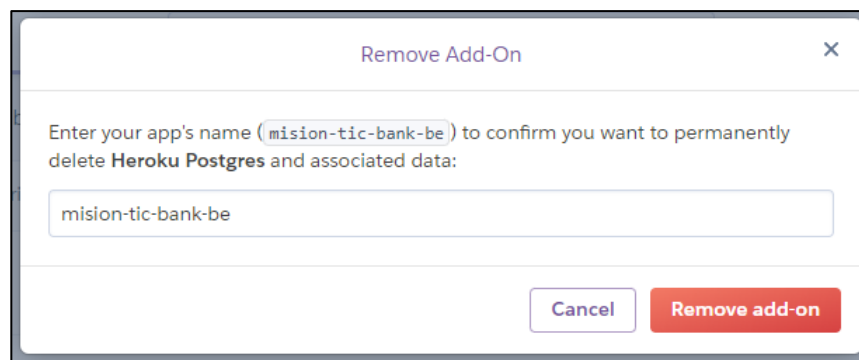 Remove Add-On
Enter your app's name (mision-tic-bank-be) to confirm you want to permanently
delete Heroku Postgres and associated data:
mision-tic-bank-be
Cancel
Remove add-on